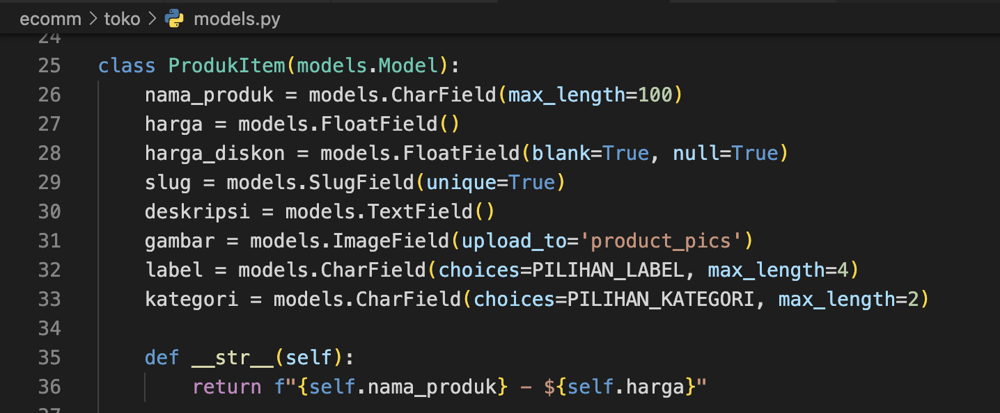 ecomm > toko > models.py
24
25 class ProdukItem(models.Model):
26     nama_produk = models.CharField(max_length=100)
27     harga = models.FloatField()
28     harga_diskon = models.FloatField(blank=True, null=True)
29     slug = models.SlugField(unique=True)
30     deskripsi = models.TextField()
31     gambar = models.ImageField(upload_to='product_pics')
32     label = models.CharField(choices=PILIHAN_LABEL, max_length=4)
33     kategori = models.CharField(choices=PILIHAN_KATEGORI, max_length=2)
34
35     def __str__(self):
36         return f"{self.nama_produk} - ${self.harga}"
37